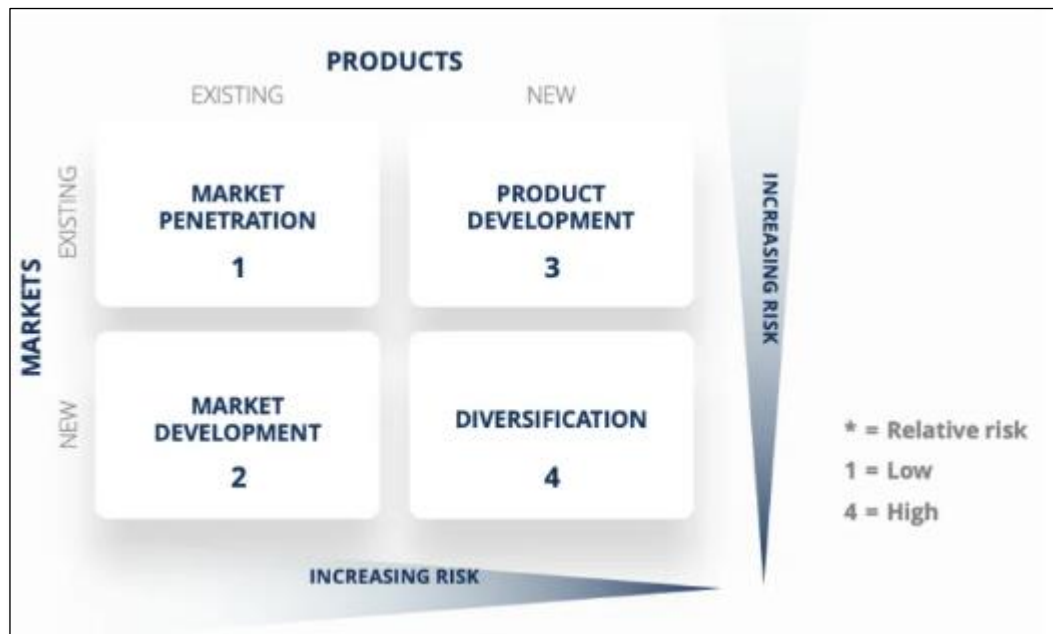 PRODUCTS
EXISTING
NEW
MARKETS
EXISTING
NEW
MARKET
PENETRATION
1
PRODUCT
DEVELOPMENT
3
MARKET
DEVELOPMENT
2
DIVERSIFICATION
4
INCREASING RISK
INCREASING RISK
* = Relative risk
1 = Low
4 = High